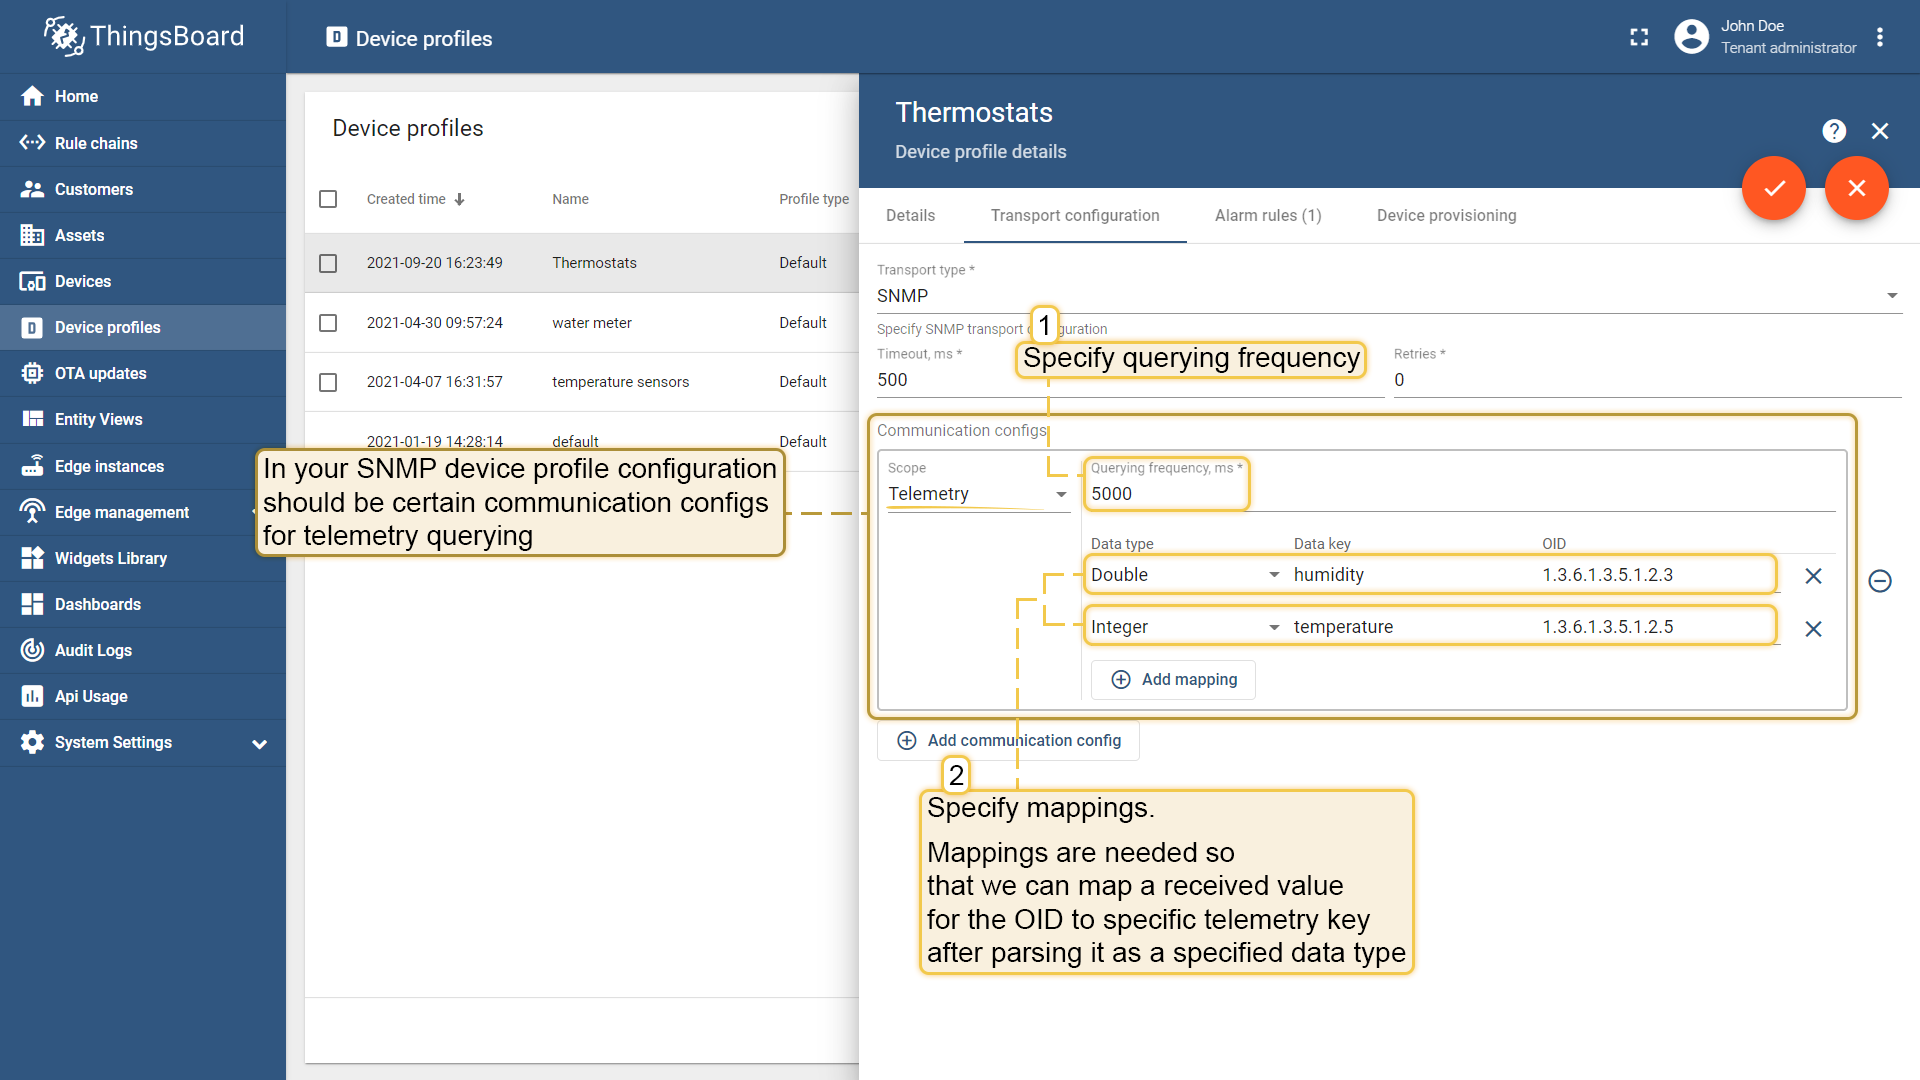 ThingsBoard
Device profiles
John Doe
Tenant administrator
Home
Rule chains
Customers
Assets
Devices
Device profiles
OTA updates
Entity Views
Edge instances
Edge management
Widgets Library
Dashboards
Audit Logs
Api Usage
System Settings
Device profiles
Created time Name Profile type
2021-09-20 16:23:49 Thermostats Default
2021-04-30 09:57:24 water meter Default
2021-04-07 16:31:57 temperature sensors Default
2021-01-19 14:28:14 default Default
In your SNMP device profile configuration
should be certain communication configs
for telemetry querying
Thermostats
Device profile details
Details Transport configuration Alarm rules (1) Device provisioning
Transport type *
SNMP
Specify SNMP transport guration
1
Specify querying frequency
Timeout, ms * Retries *
500 0
Communication configs
Scope Querying frequency, ms *
Telemetry 5000
Data type Data key OID
Double humidity 1.3.6.1.3.5.1.2.3
Integer temperature 1.3.6.1.3.5.1.2.5
Add mapping
Add communication config
2
Specify mappings.
Mappings are needed so
that we can map a received value
for the OID to specific telemetry key
after parsing it as a specified data type